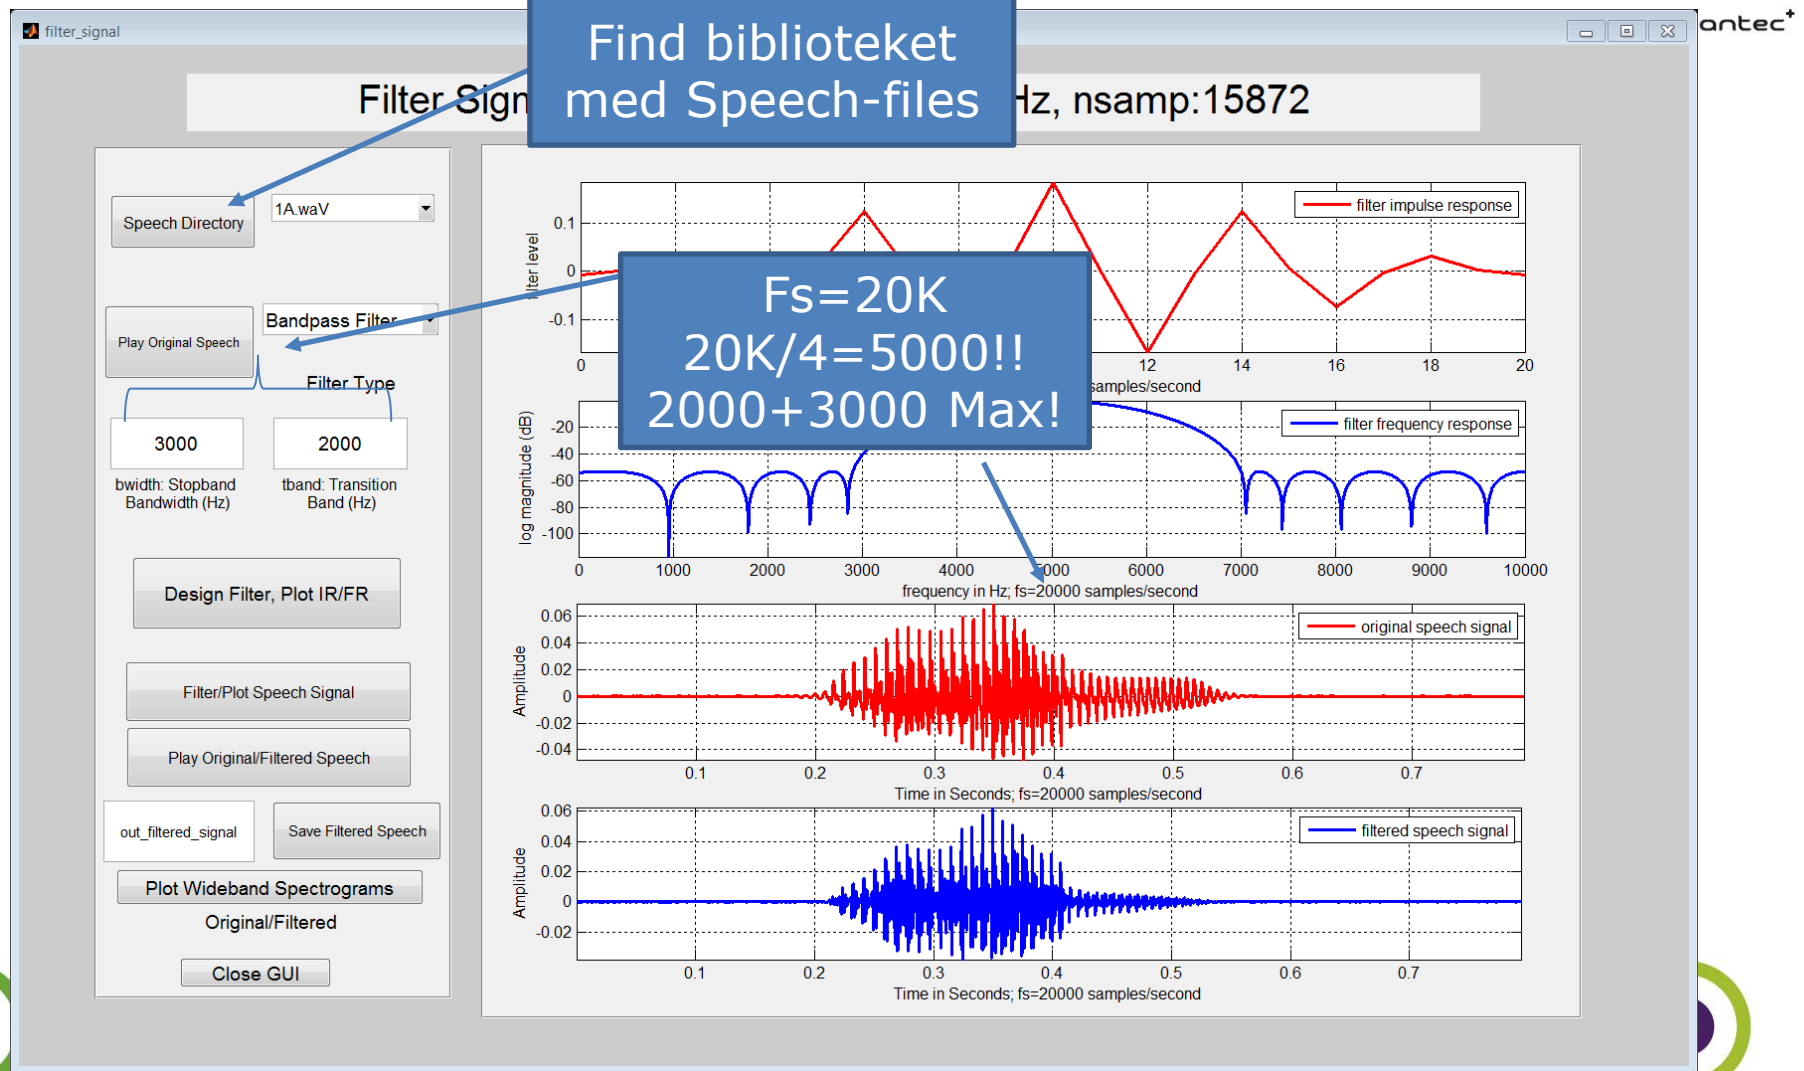 filter_signal
antec+
Find biblioteket
med Speech-files
Filter Sign
Hz, nsamp:15872
Speech Directory
1A.waV
Play Original Speech
Bandpass Filter
Filter Type
3000
2000
bwidth: Stopband
Bandwidth (Hz)
tband: Transition
Band (Hz)
Design Filter, Plot IR/FR
Filter/Plot Speech Signal
Play Original/Filtered Speech
out_filtered_signal
Save Filtered Speech
Plot Wideband Spectrograms
Original/Filtered
Close GUI
Fs=20K
20K/4=5000!!
2000+3000 Max!
filter impulse response
filter level
0.1
0
-0.1
0
12
14
16
18
20
samples/second
filter frequency response
log magnitude (dB)
-20
-40
-60
-80
-100
0
1000
2000
3000
4000
5000
6000
7000
8000
9000
10000
frequency in Hz; fs=20000 samples/second
original speech signal
Amplitude
0.06
0.04
0.02
0
-0.02
-0.04
0.1
0.2
0.3
0.4
0.5
0.6
0.7
Time in Seconds; fs=20000 samples/second
filtered speech signal
Amplitude
0.06
0.04
0.02
0
-0.02
0.1
0.2
0.3
0.4
0.5
0.6
0.7
Time in Seconds; fs=20000 samples/second